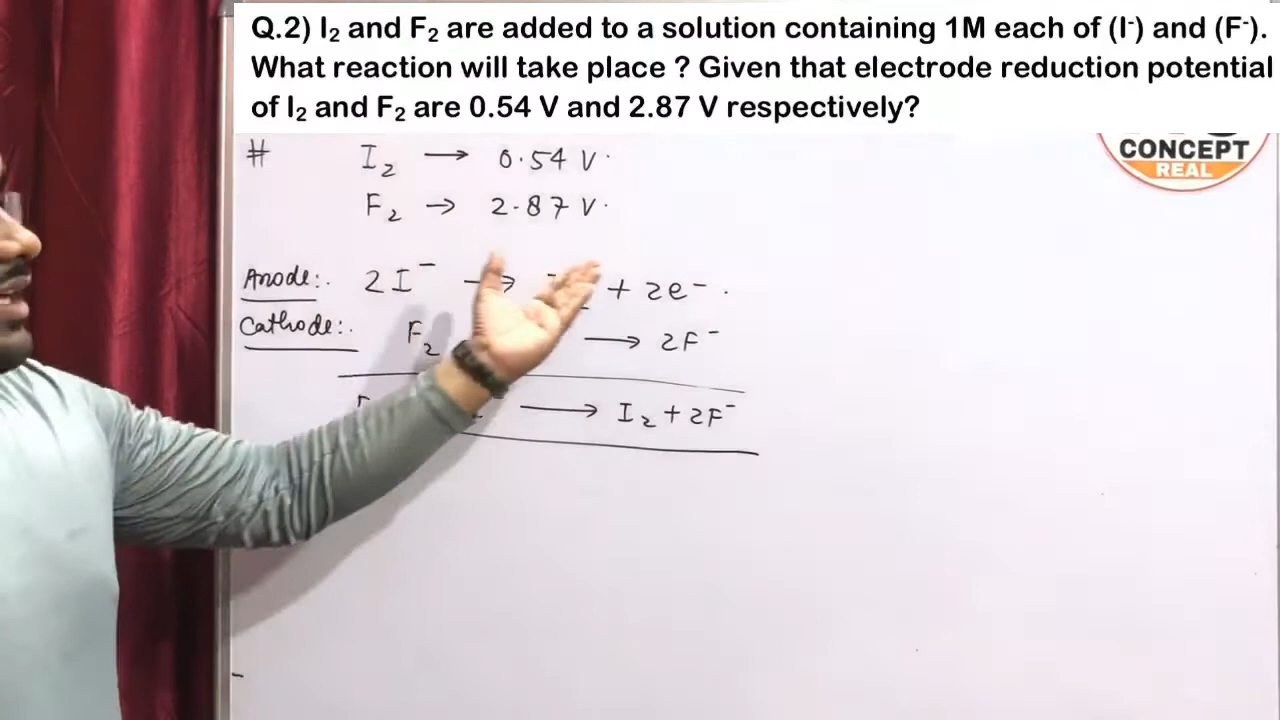 Q.2) I₂ and F₂ are added to a solution containing 1M each of (I⁻) and (F⁻).
What reaction will take place ? Given that electrode reduction potential
of I₂ and F₂ are 0.54 V and 2.87 V respectively?
CONCEPT
REAL
# I₂ → 0.54 V.
F₂ → 2.87 V.
Anode:. 2I⁻ → + 2e⁻.
Cathode:. F₂ → 2F⁻
→ I₂ + 2F⁻